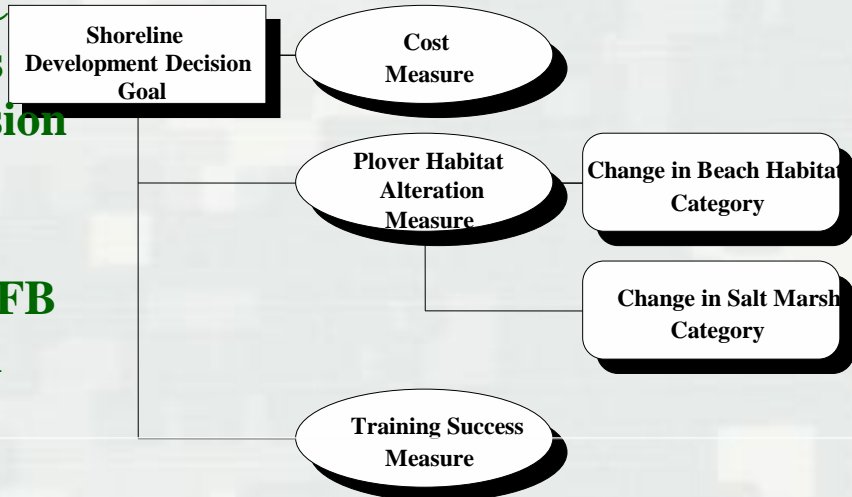 Shoreline
Development Decision
Goal
Cost
Measure
Plover Habitat
Alteration
Measure
Change in Beach Habitat
Category
Change in Salt Marsh
Category
Training Success
Measure
FB